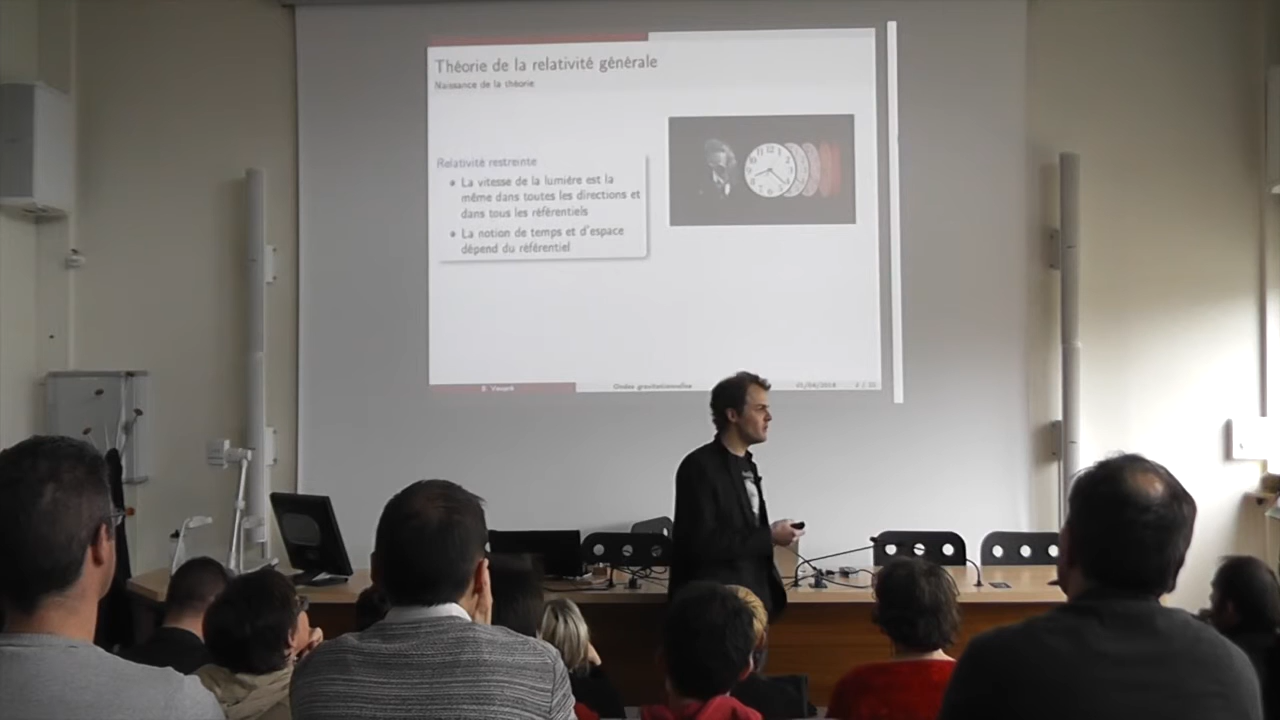 Théorie de la relativité générale
Naissance de la théorie
Relativité restreinte
La vitesse de la lumière est la
même dans toutes les directions et
dans tous les référentiels
La notion de temps et d'espace
dépend du référentiel
Ondes gravitationnelles